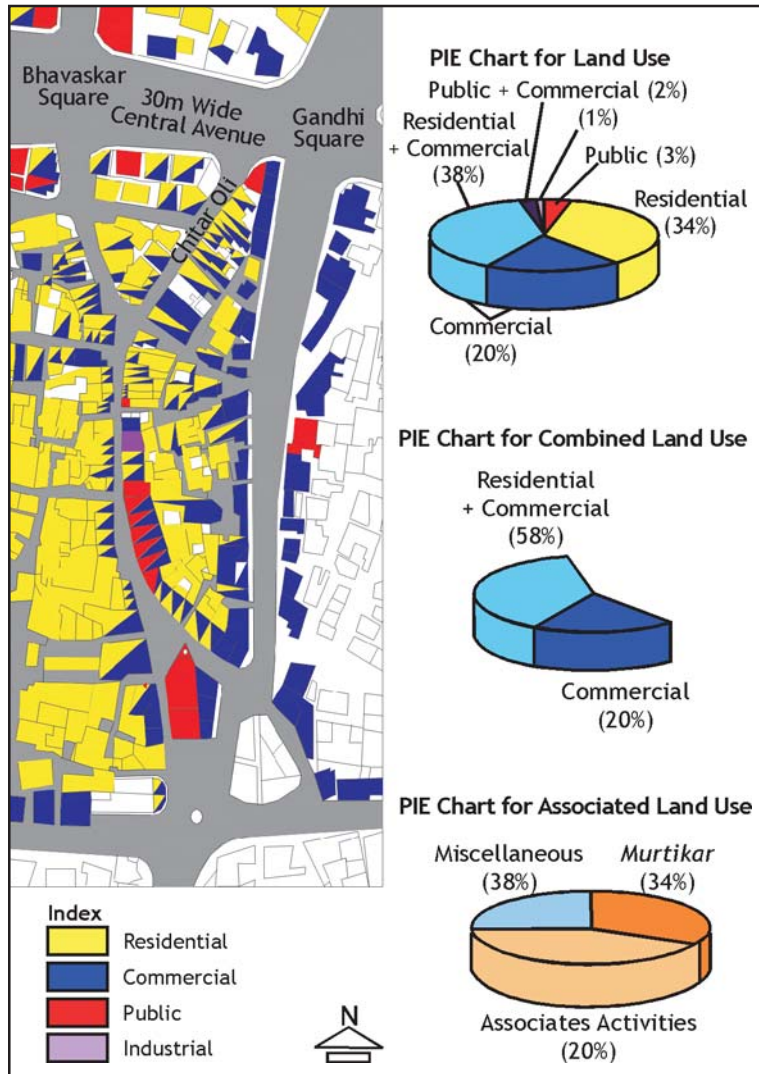 Bhavaskar
Square
30m Wide
Central Avenue
Gandhi
Square
Chitar Oli
Index
Residential
Commercial
Public
Industrial
N
PIE Chart for Land Use
Public + Commercial (2%)
(1%)
Residential
+ Commercial
(38%)
Public (3%)
Residential
(34%)
Commercial
(20%)
PIE Chart for Combined Land Use
Residential
+ Commercial
(58%)
Commercial
(20%)
PIE Chart for Associated Land Use
Miscellaneous
(38%)
Murtikar
(34%)
Associates Activities
(20%)